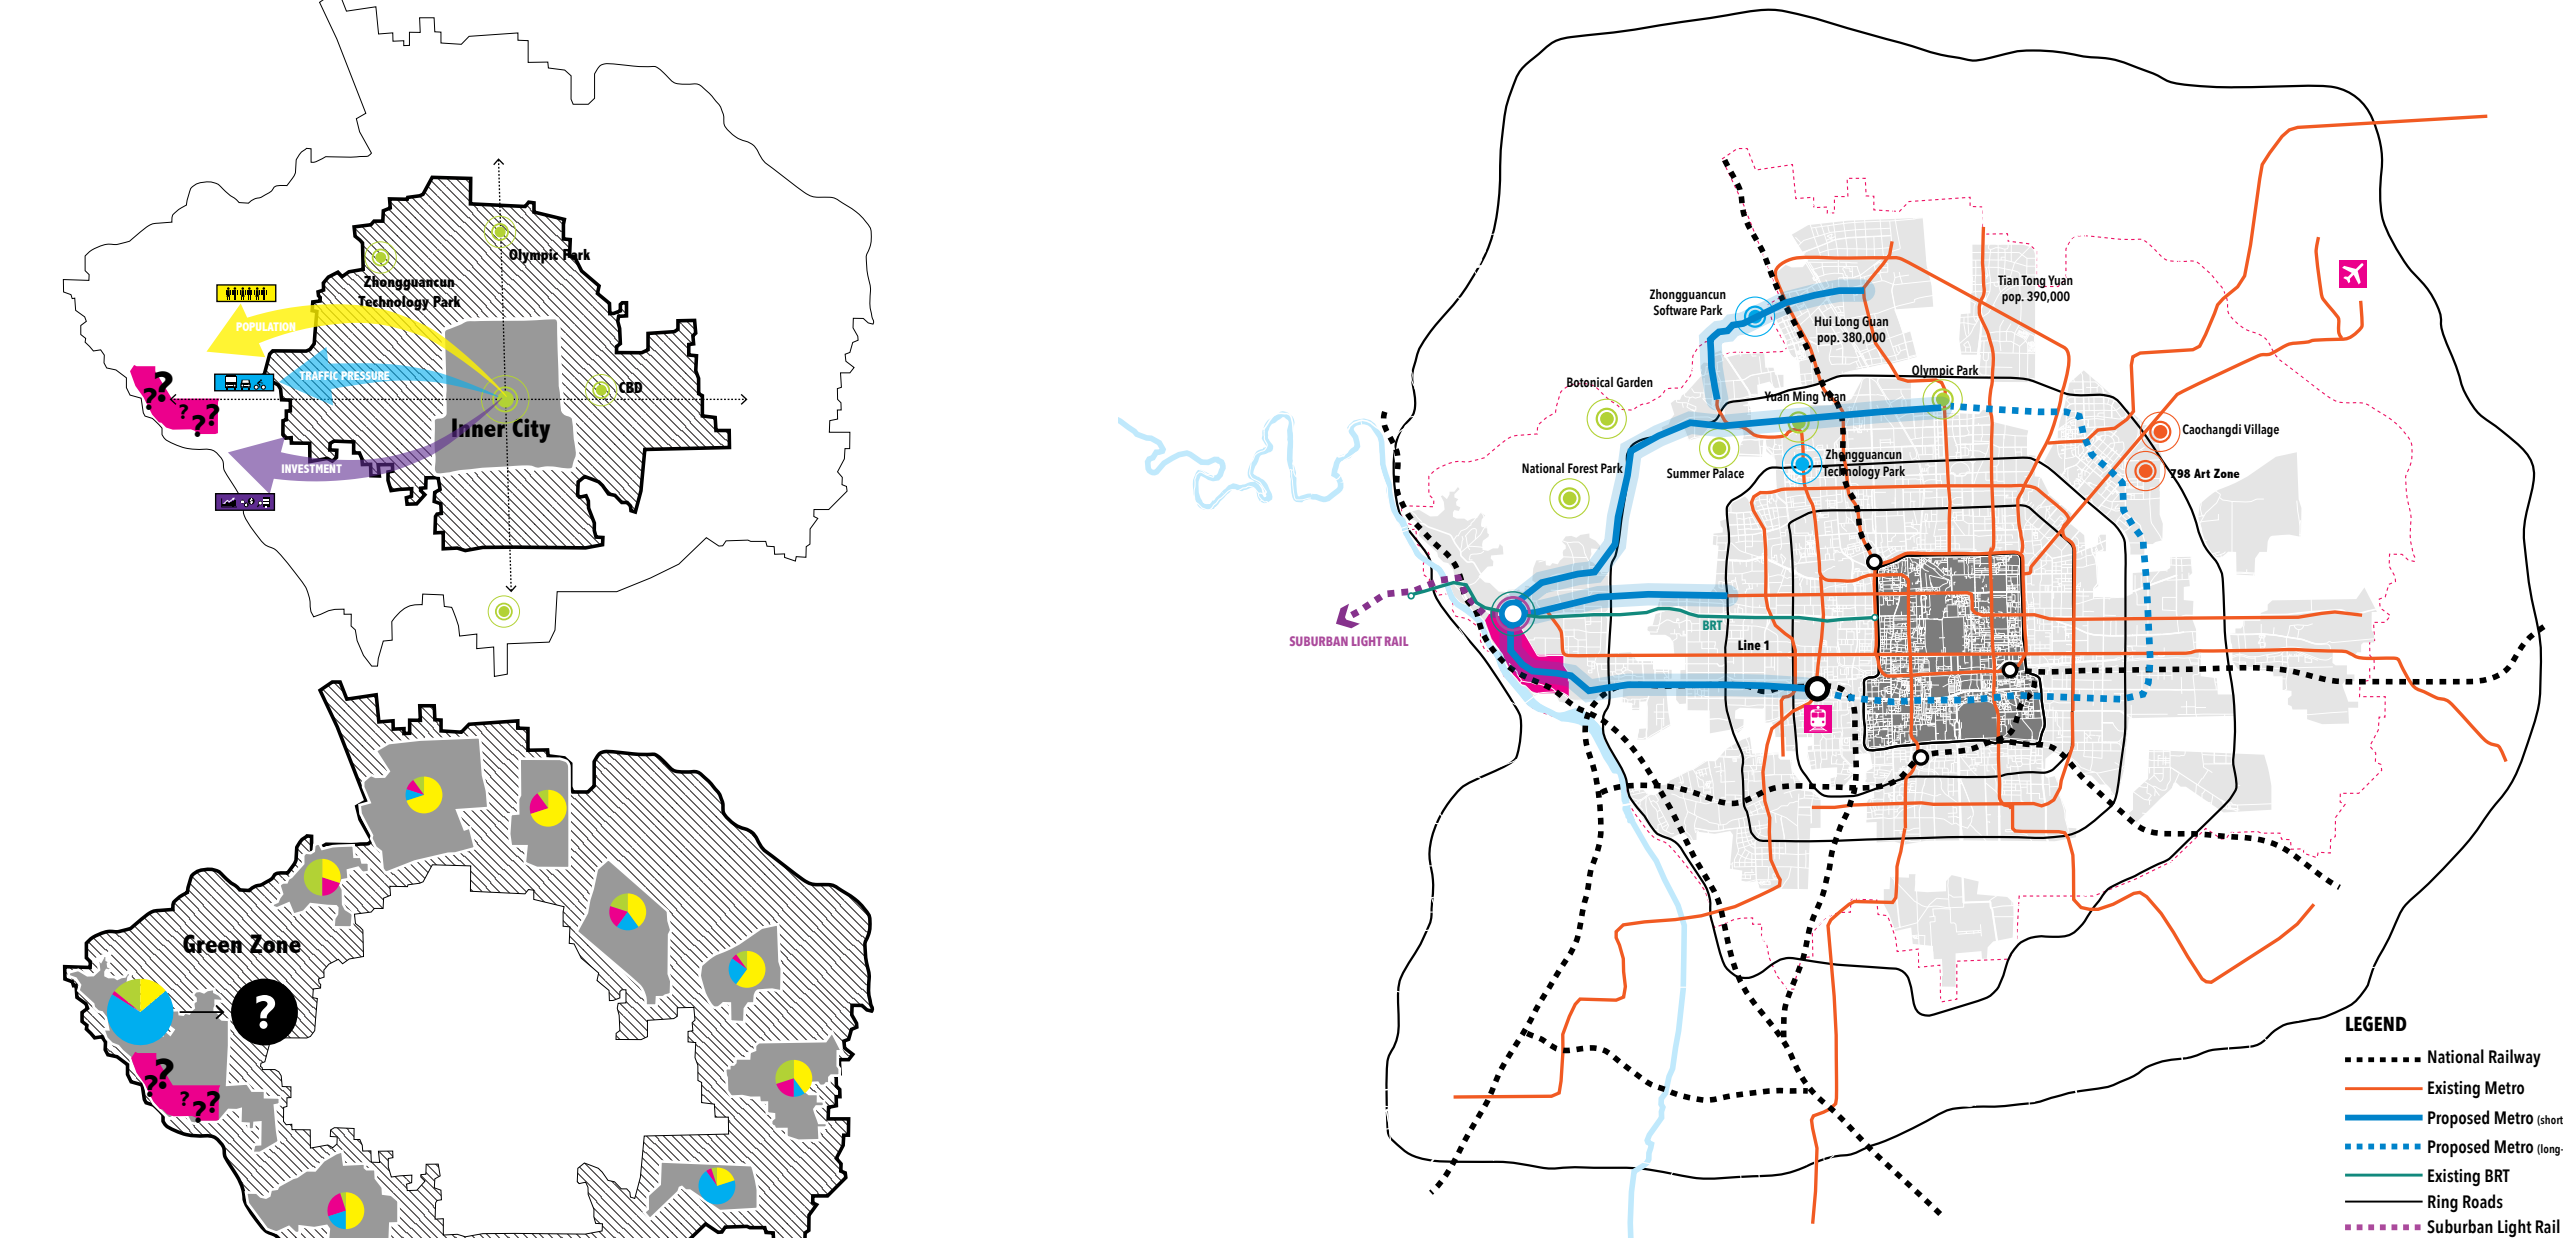 Olympic Park
Zhongguancun
Technology Park
POPULATION
TRAFFIC PRESSURE
CBD
Inner City
INVESTMENT
?
?
?
?
?
Green Zone
?
?
?
?
?
?
Zhongguancun
Software Park
Tian Tong Yuan
pop. 390,000
Hui Long Guan
pop. 380,000
Olympic Park
Botonical Garden
Yuan Ming Yuan
Caochangdi Village
National Forest Park
Summer Palace
Zhongguancun
Technology Park
798 Art Zone
SUBURBAN LIGHT RAIL
BRT
Line 1
LEGEND
National Railway
Existing Metro
Proposed Metro (short
Proposed Metro (long-
Existing BRT
Ring Roads
Suburban Light Rail